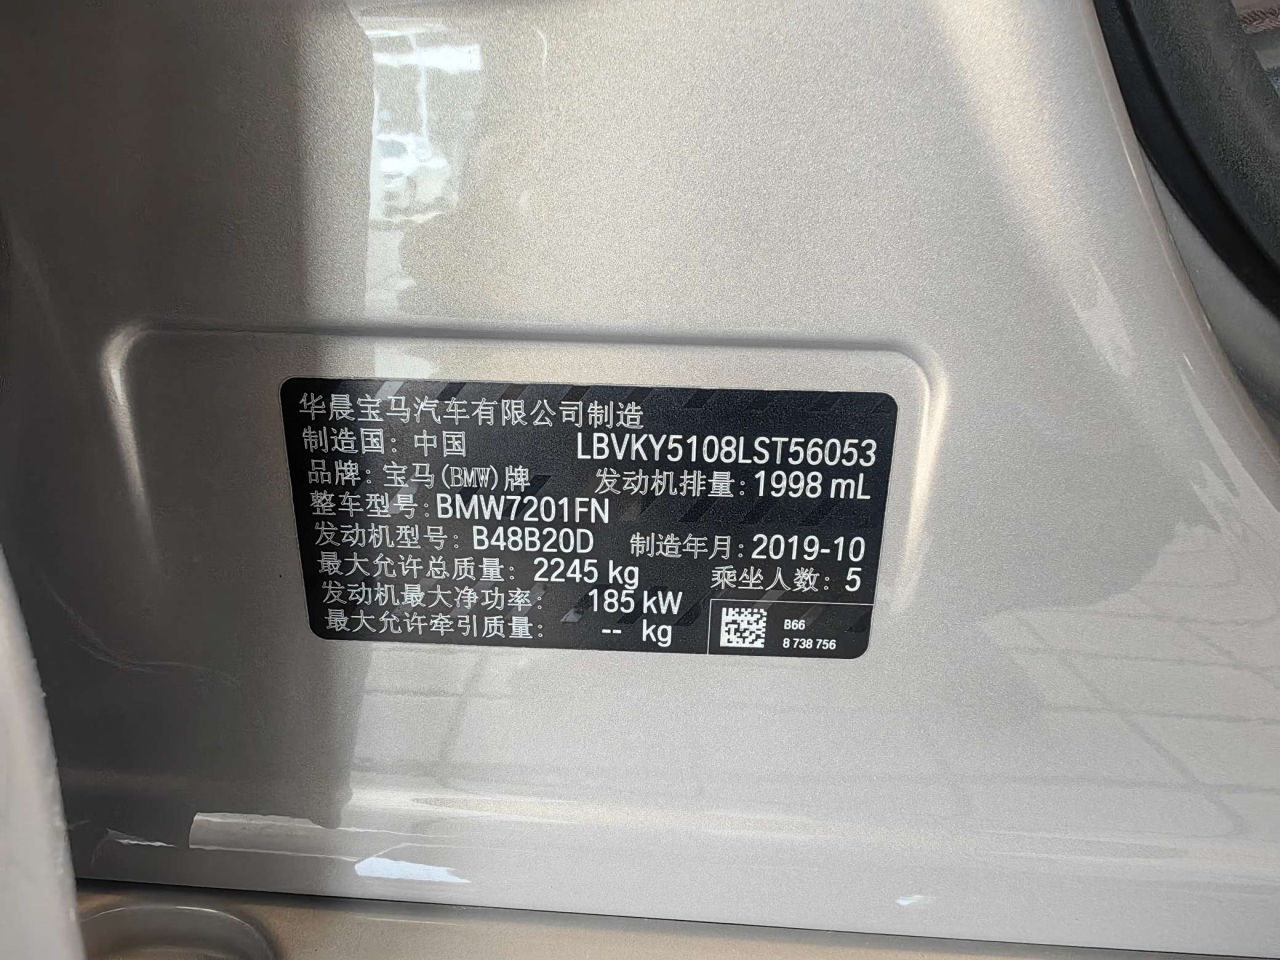 华晨宝马汽车有限公司制造
制造国：中国 LBVKY5108LST56053
品牌：宝马(BMW)牌 发动机排量：1998 mL
整车型号：BMW7201FN
发动机型号：B48B20D 制造年月：2019-10
最大允许总质量：2245 kg 乘坐人数：5
发动机最大净功率：185 kW
最大允许牵引质量：-- kg
B66
8 738 756